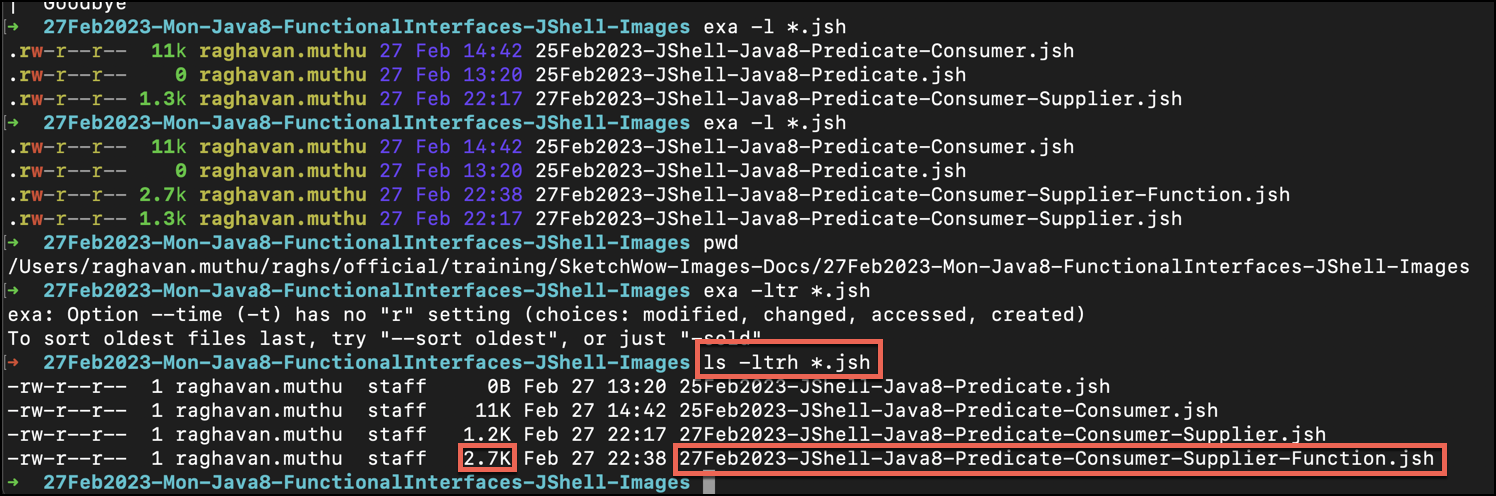 | Goodbye
➜ 27Feb2023-Mon-Java8-FunctionalInterfaces-JShell-Images exa -l *.jsh
.rw-r--r-- 11k raghavan.muthu 27 Feb 14:42 25Feb2023-JShell-Java8-Predicate-Consumer.jsh
.rw-r--r-- 0 raghavan.muthu 27 Feb 13:20 25Feb2023-JShell-Java8-Predicate.jsh
.rw-r--r-- 1.3k raghavan.muthu 27 Feb 22:17 27Feb2023-JShell-Java8-Predicate-Consumer-Supplier.jsh
➜ 27Feb2023-Mon-Java8-FunctionalInterfaces-JShell-Images exa -l *.jsh
.rw-r--r-- 11k raghavan.muthu 27 Feb 14:42 25Feb2023-JShell-Java8-Predicate-Consumer.jsh
.rw-r--r-- 0 raghavan.muthu 27 Feb 13:20 25Feb2023-JShell-Java8-Predicate.jsh
.rw-r--r-- 2.7k raghavan.muthu 27 Feb 22:38 27Feb2023-JShell-Java8-Predicate-Consumer-Supplier-Function.jsh
.rw-r--r-- 1.3k raghavan.muthu 27 Feb 22:17 27Feb2023-JShell-Java8-Predicate-Consumer-Supplier.jsh
➜ 27Feb2023-Mon-Java8-FunctionalInterfaces-JShell-Images pwd
/Users/raghavan.muthu/raghs/official/training/SketchWow-Images-Docs/27Feb2023-Mon-Java8-FunctionalInterfaces-JShell-Images
➜ 27Feb2023-Mon-Java8-FunctionalInterfaces-JShell-Images exa -ltr *.jsh
exa: Option --time (-t) has no "r" setting (choices: modified, changed, accessed, created)
To sort oldest files last, try "--sort oldest", or just "-sold"
➜ 27Feb2023-Mon-Java8-FunctionalInterfaces-JShell-Images ls -ltrh *.jsh
-rw-r--r-- 1 raghavan.muthu staff 0B Feb 27 13:20 25Feb2023-JShell-Java8-Predicate.jsh
-rw-r--r-- 1 raghavan.muthu staff 11K Feb 27 14:42 25Feb2023-JShell-Java8-Predicate-Consumer.jsh
-rw-r--r-- 1 raghavan.muthu staff 1.2K Feb 27 22:17 27Feb2023-JShell-Java8-Predicate-Consumer-Supplier.jsh
-rw-r--r-- 1 raghavan.muthu staff 2.7K Feb 27 22:38 27Feb2023-JShell-Java8-Predicate-Consumer-Supplier-Function.jsh
➜ 27Feb2023-Mon-Java8-FunctionalInterfaces-JShell-Images